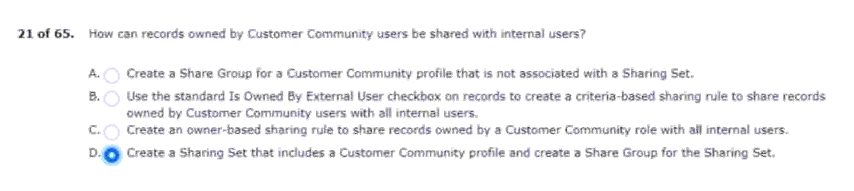 21 of 65. How can records owned by Customer Community users be shared with internal users?
A. Create a Share Group for a Customer Community profile that is not associated with a Sharing Set.
B. Use the standard Is Owned By External User checkbox on records to create a criteria-based sharing rule to share records
owned by Customer Community users with all internal users.
C. Create an owner-based sharing rule to share records owned by a Customer Community role with all internal users.
D. Create a Sharing Set that includes a Customer Community profile and create a Share Group for the Sharing Set.